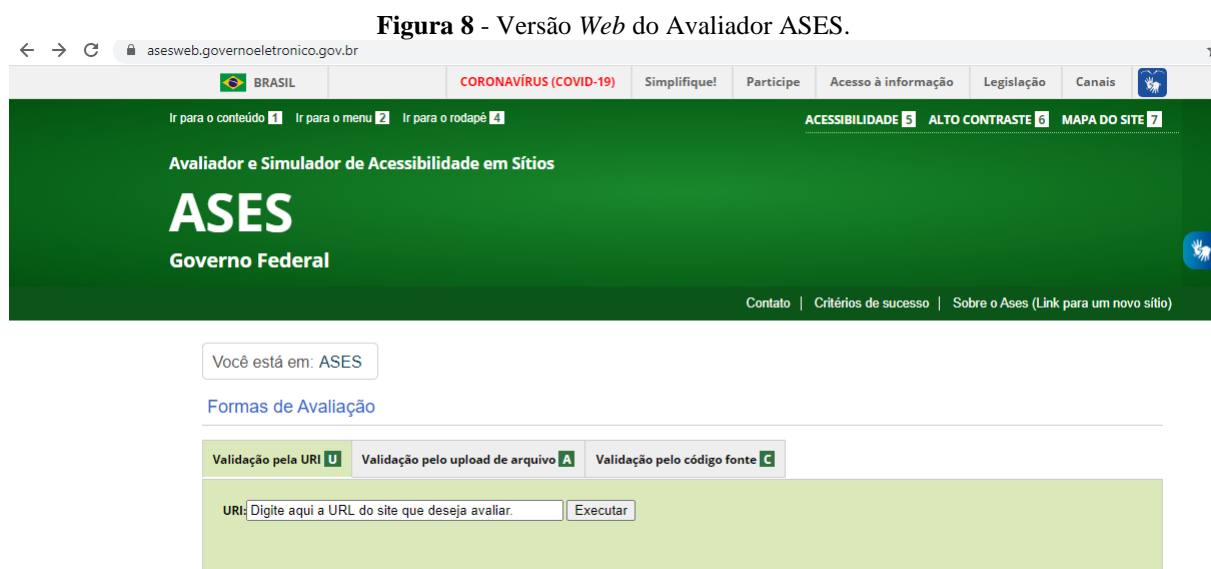 Figura 8 - Versão Web do Avaliador ASES.
asesweb.governoeletronico.gov.br
BRASIL CORONAVÍRUS (COVID-19) Simplifique! Participe Acesso à informação Legislação Canais
Ir para o conteúdo 1 Ir para o menu 2 Ir para o rodapé 4 ACESSIBILIDADE 5 ALTO CONTRASTE 6 MAPA DO SITE 7
Avaliador e Simulador de Acessibilidade em Sítios
ASES
Governo Federal
Contato | Critérios de sucesso | Sobre o Ases (Link para um novo sítio)
Você está em: ASES
Formas de Avaliação
Validação pela URI U Validação pelo upload de arquivo A Validação pelo código fonte C
URI: Digite aqui a URL do site que deseja avaliar. Executar